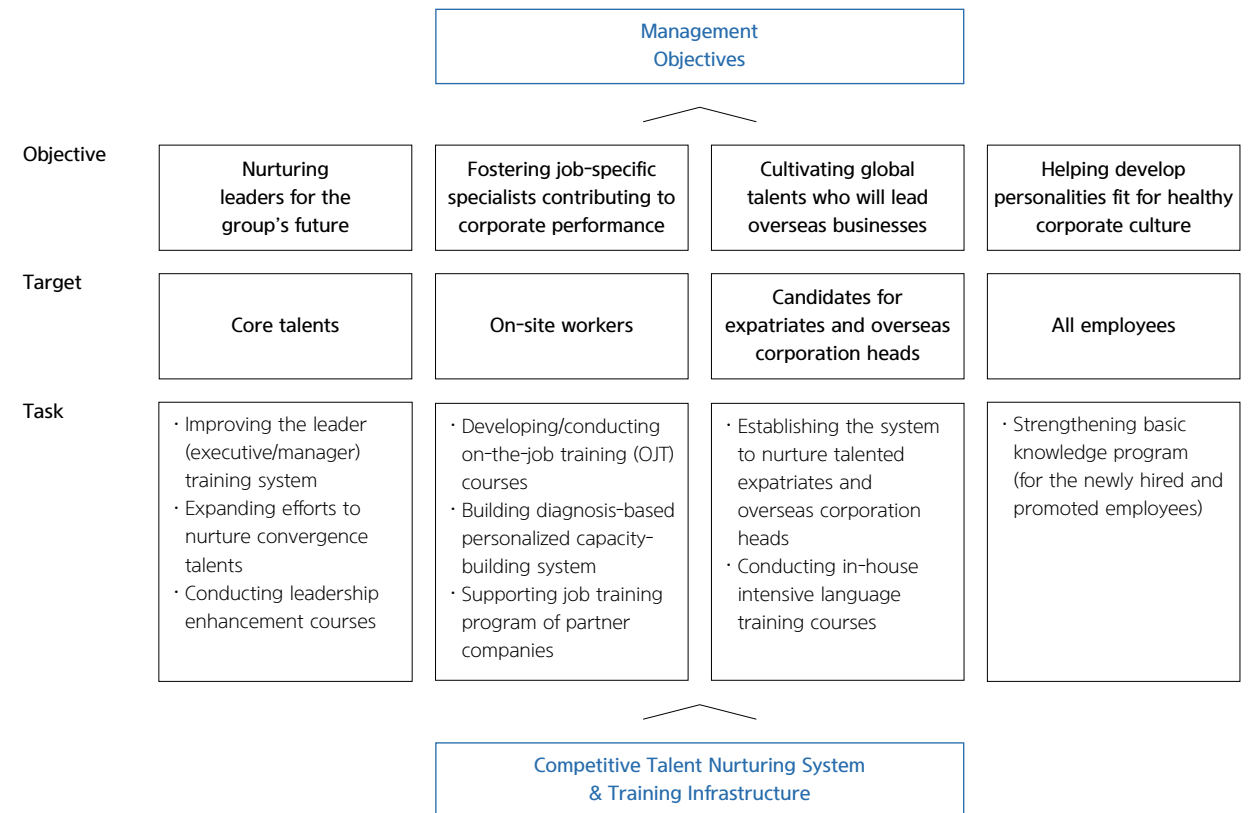 Management
Objectives
Objective
Nurturing
leaders for the
group's future
Fostering job-specific
specialists contributing to
corporate performance
Cultivating global
talents who will lead
overseas businesses
Helping develop
personalities fit for healthy
corporate culture
Target
Core talents
On-site workers
Candidates for
expatriates and overseas
corporation heads
All employees
Task
· Improving the leader
(executive/manager)
training system
· Expanding efforts to
nurture convergence
talents
· Conducting leadership
enhancement courses
· Developing/conducting
on-the-job training (OJT)
courses
· Building diagnosis-based
personalized capacity-
building system
· Supporting job training
program of partner
companies
· Establishing the system
to nurture talented
expatriates and
overseas corporation
heads
· Conducting in-house
intensive language
training courses
· Strengthening basic
knowledge program
(for the newly hired and
promoted employees)
Competitive Talent Nurturing System
& Training Infrastructure